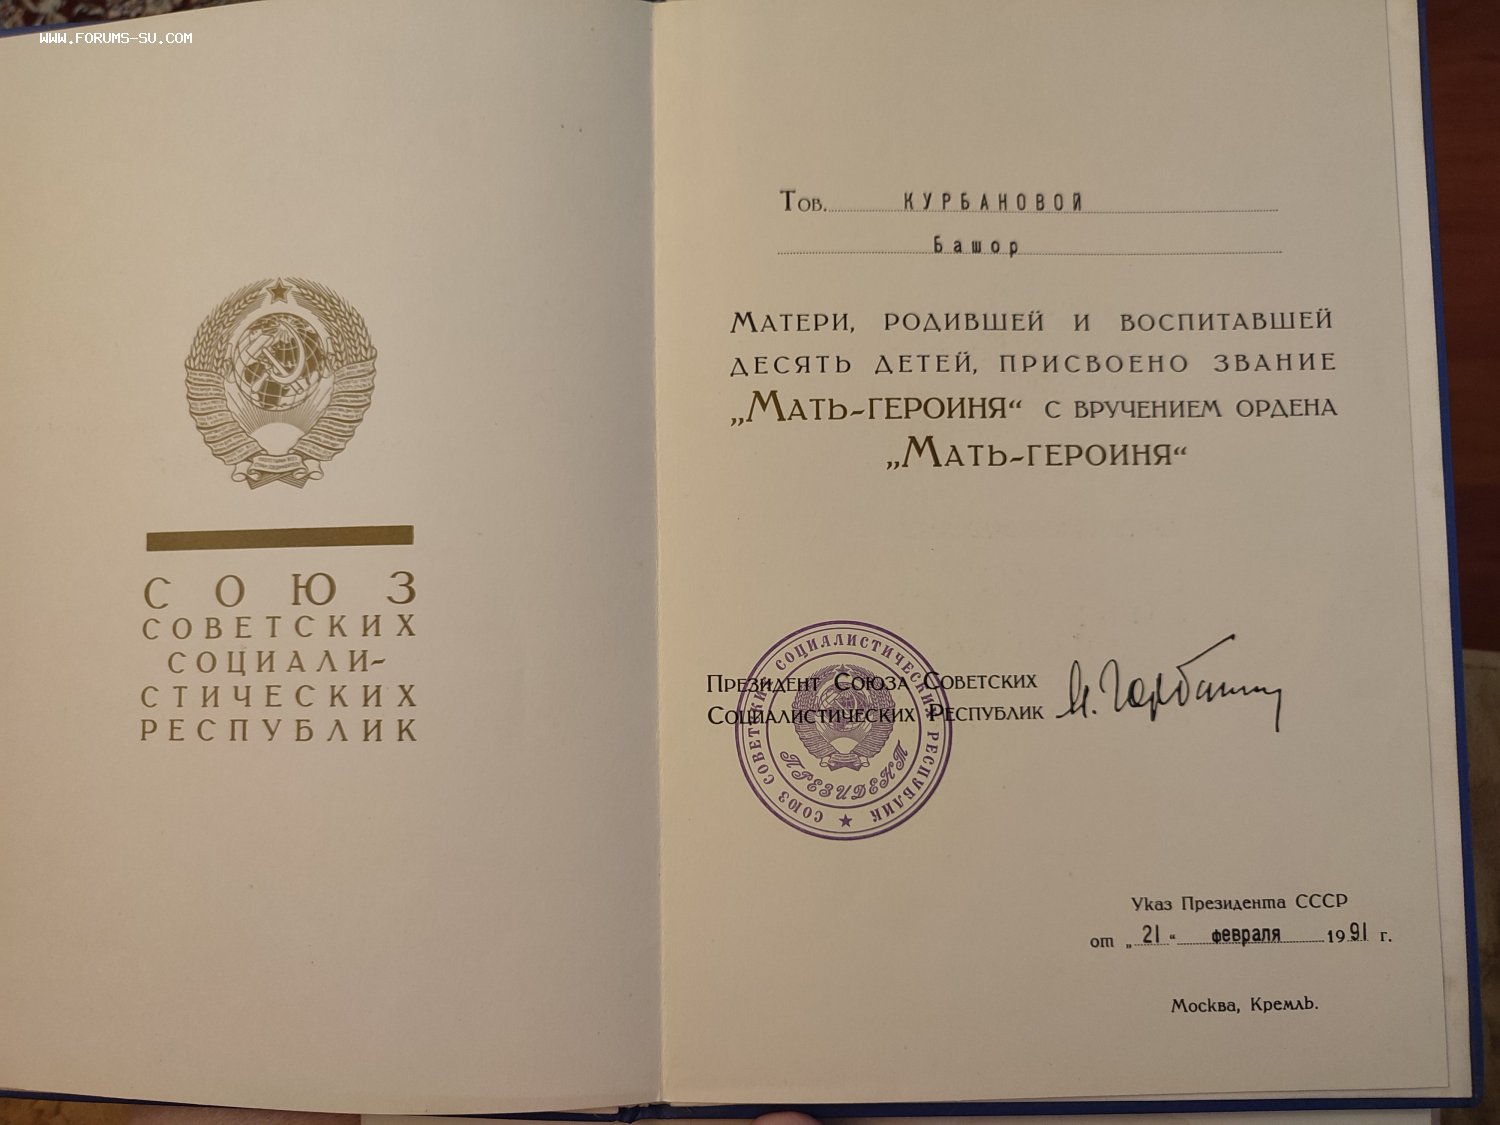 WWW.FORUMS-SU.COM
СОЮЗ
СОВЕТСКИХ
СОЦИАЛИ-
СТИЧЕСКИХ
РЕСПУБЛИК
Тов. КУРБАНОВОЙ
Башор
Матери, родившей и воспитавшей
десять детей, присвоено звание
„Мать-героиня“ с вручением ордена
„Мать-героиня“
Президент Союза Советских
Социалистических Республик М. Горбачев
СОЮЗ СОВЕТСКИХ СОЦИАЛИСТИЧЕСКИХ РЕСПУБЛИК
ПРЕЗИДЕНТ
Указ Президента СССР
от „21“ февраля 1991 г.
Москва, Кремль.